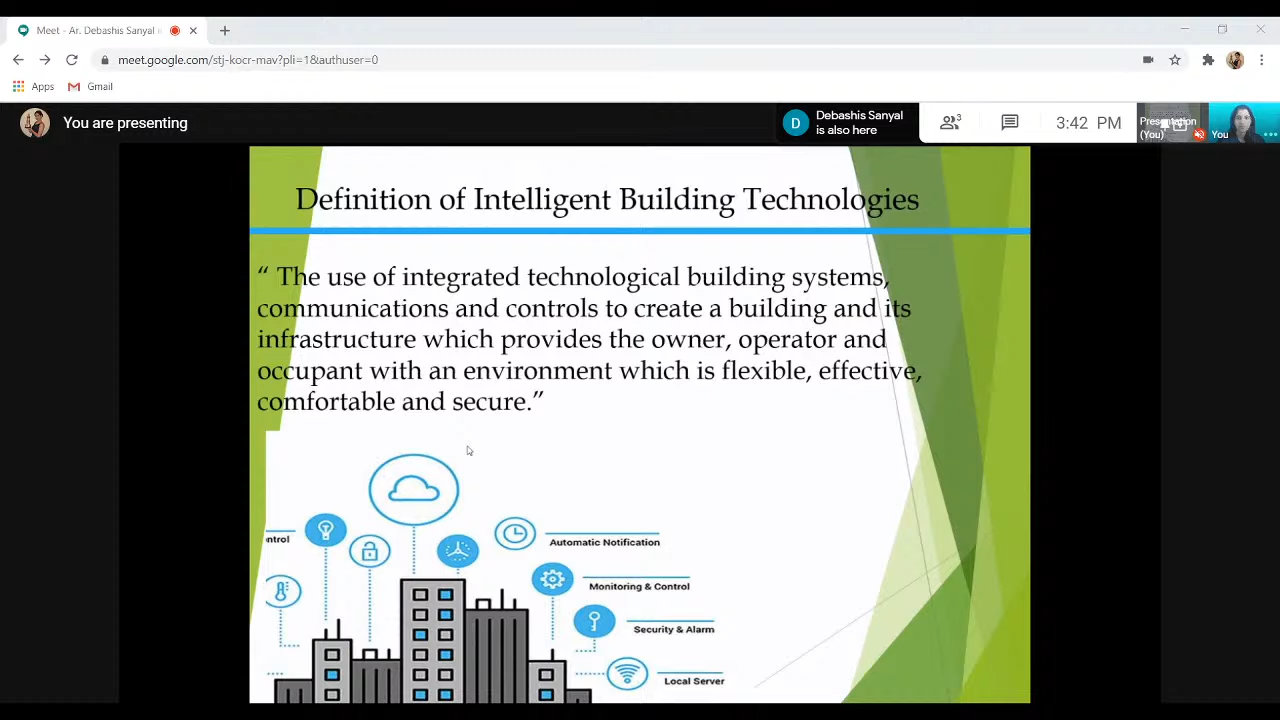 Meet - Ar. Debashis Sanyal
meet.google.com/stj-kocr-mav?pli=1&authuser=0
Apps
Gmail
You are presenting
D
Debashis Sanyal
is also here
3
3:42 PM
Presentation
(You)
You
Definition of Intelligent Building Technologies
“ The use of integrated technological building systems,
communications and controls to create a building and its
infrastructure which provides the owner, operator and
occupant with an environment which is flexible, effective,
comfortable and secure.”
ntrol
Automatic Notification
Monitoring & Control
Security & Alarm
Local Server